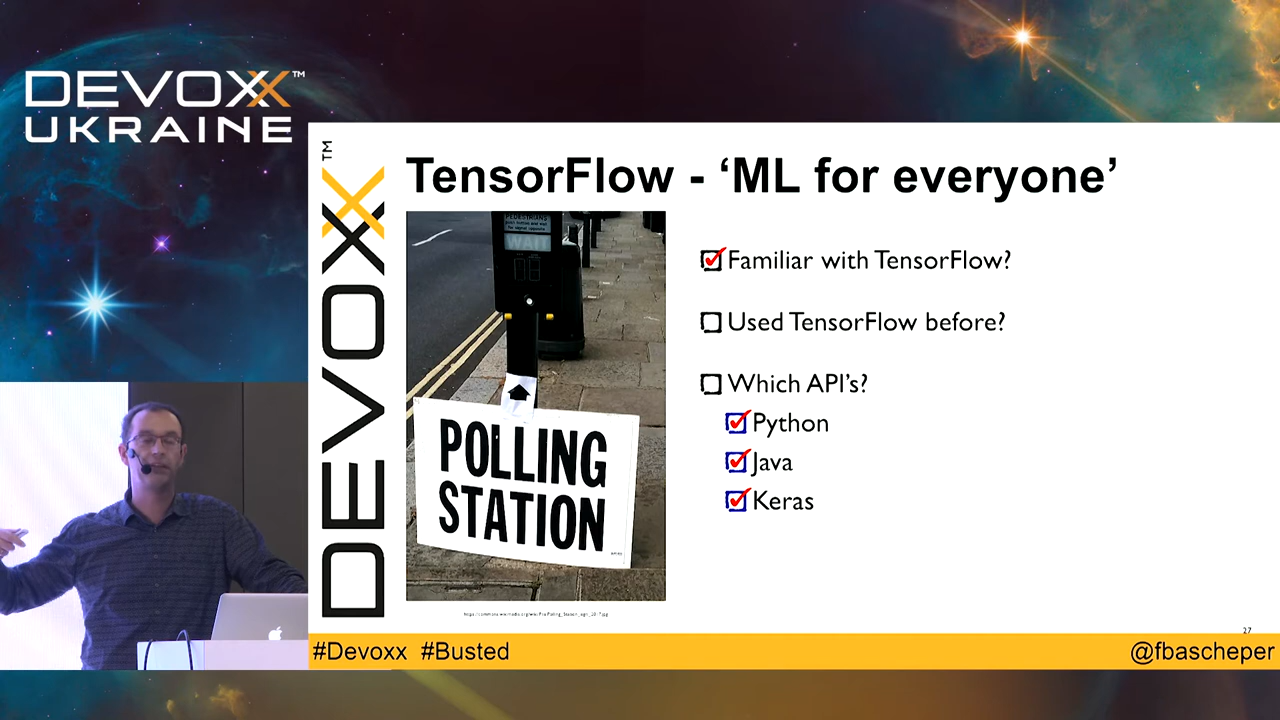 DEVOXX™
UKRAINE
DEVOXX™
TensorFlow - ‘ML for everyone’
PEDESTRIANS
WAIT
POLLING
STATION
Familiar with TensorFlow?
Used TensorFlow before?
Which API's?
Python
Java
Keras
27
#Devoxx #Busted
@fbascheper